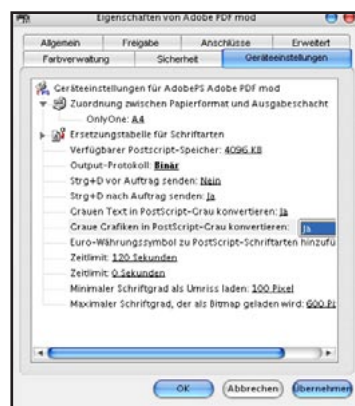 Eigenschaften von Adobe PDF mod
Allgemein Freigabe Anschlüsse Erweitert
Farbverwaltung Sicherheit Geräteeinstellungen
Geräteeinstellungen für AdobePS Adobe PDF mod
Zuordnung zwischen Papierformat und Ausgabeschacht
OnlyOne: A4
Ersetzungstabelle für Schriftarten
Verfügbarer Postscript-Speicher: 4096 KB
Output-Protokoll: Binär
Strg+D vor Auftrag senden: Nein
Strg+D nach Auftrag senden: Ja
Grauen Text in PostScript-Grau konvertieren: Ja
Graue Grafiken in PostScript-Grau konvertieren: Ja
Euro-Währungssymbol zu PostScript-Schriftarten hinzufü
Zeitlimit: 120 Sekunden
Zeitlimit: 0 Sekunden
Minimaler Schriftgrad als Umriss laden: 100 Pixel
Maximaler Schriftgrad, der als Bitmap geladen wird: 600 Pi
OK Abbrechen Übernehmen